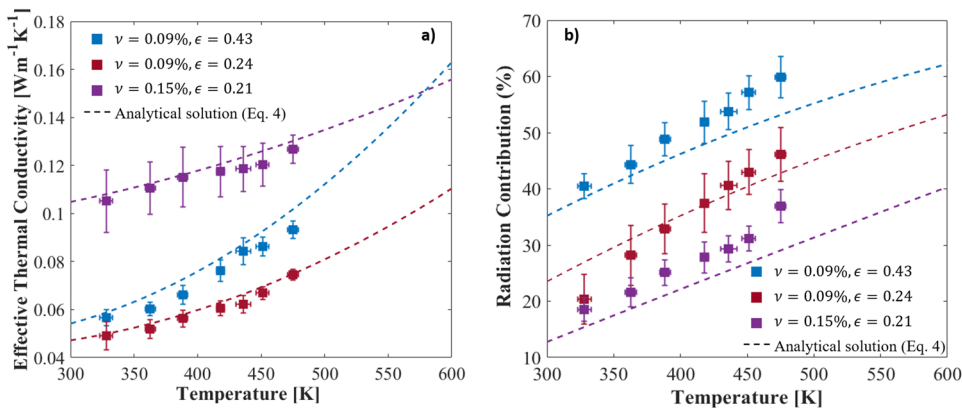 a)
ν = 0.09%, ϵ = 0.43
ν = 0.09%, ϵ = 0.24
ν = 0.15%, ϵ = 0.21
Analytical solution (Eq. 4)
Effective Thermal Conductivity [Wm⁻¹K⁻¹]
0.18
0.16
0.14
0.12
0.1
0.08
0.06
0.04
300 350 400 450 500 550 600
Temperature [K]
b)
Radiation Contribution (%)
70
60
50
40
30
20
10
ν = 0.09%, ϵ = 0.43
ν = 0.09%, ϵ = 0.24
ν = 0.15%, ϵ = 0.21
Analytical solution (Eq. 4)
300 350 400 450 500 550 600
Temperature [K]